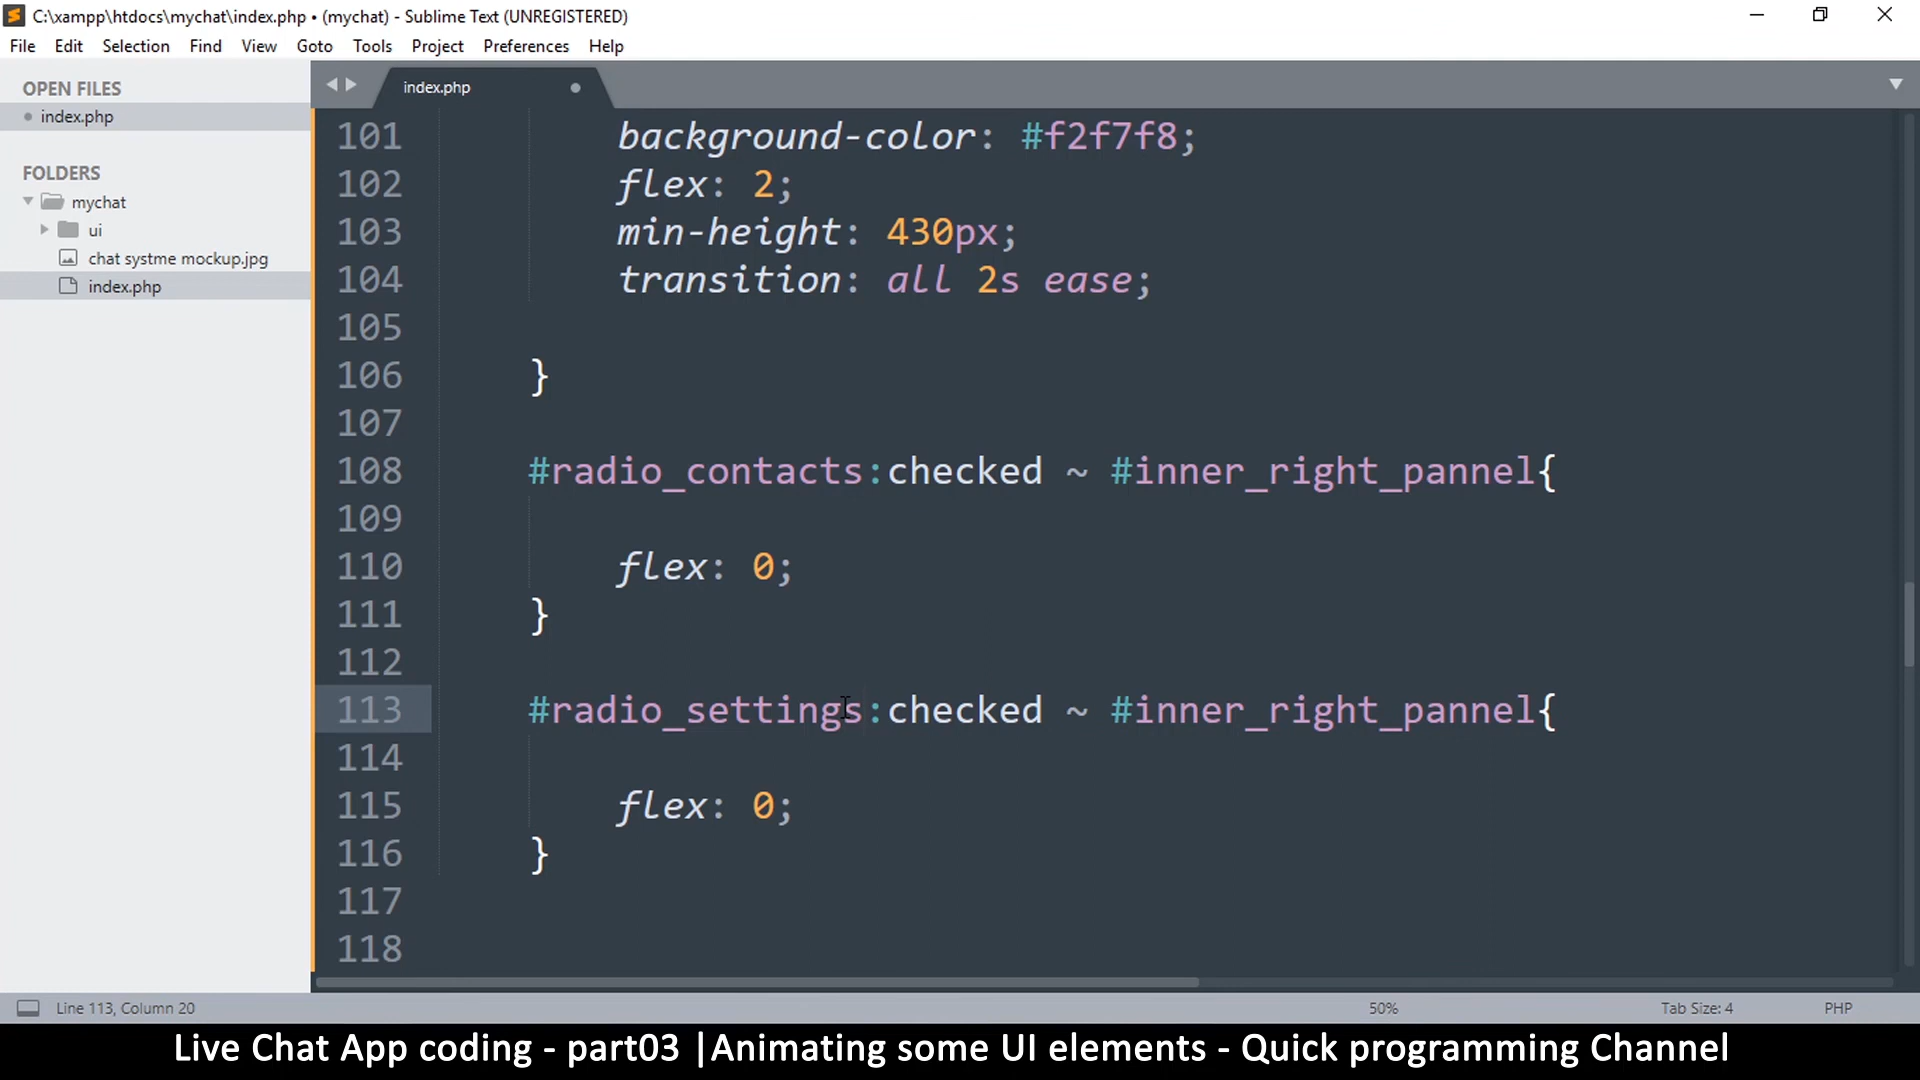 C:\xampp\htdocs\mychat\index.php • (mychat) - Sublime Text (UNREGISTERED)
File Edit Selection Find View Goto Tools Project Preferences Help
OPEN FILES
index.php
FOLDERS
mychat
ui
chat systme mockup.jpg
index.php
index.php
101 background-color: #f2f7f8;
102 flex: 2;
103 min-height: 430px;
104 transition: all 2s ease;
105
106 }
107
108 #radio_contacts:checked ~ #inner_right_pannel{
109
110 flex: 0;
111 }
112
113 #radio_settings:checked ~ #inner_right_pannel{
114
115 flex: 0;
116 }
117
118
Line 113, Column 20 50% Tab Size: 4 PHP
Live Chat App coding - part03 |Animating some UI elements - Quick programming Channel